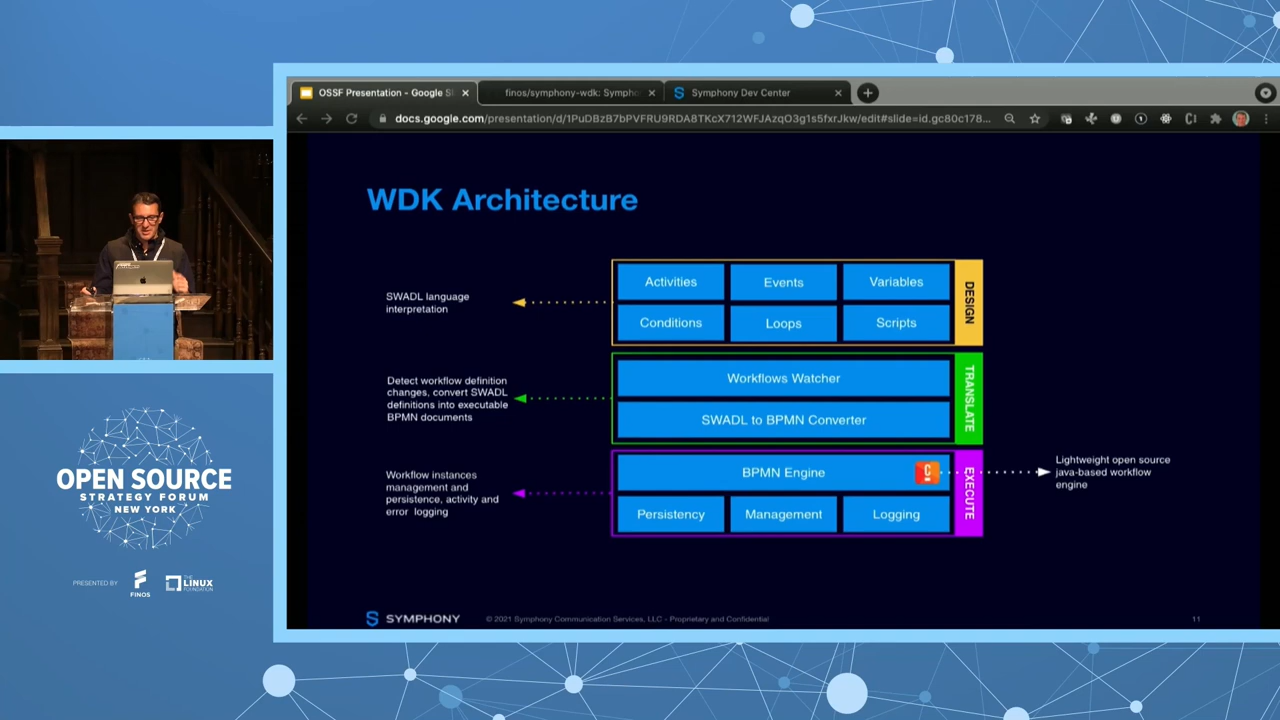 OSSF Presentation - Google Sl
finos/symphony-wdk: Sympho
Symphony Dev Center
docs.google.com/presentation/d/1PuDBzB7bPVFRU9RDA8TKcX712WFJAzqO3g1s5fxrJkw/edit#slide=id.gc80c178...
WDK Architecture
SWADL language
interpretation
Activities
Events
Variables
Conditions
Loops
Scripts
DESIGN
Detect workflow definition
changes, convert SWADL
definitions into executable
BPMN documents
Workflows Watcher
SWADL to BPMN Converter
TRANSLATE
Workflow instances
management and
persistence, activity and
error logging
BPMN Engine
Persistency
Management
Logging
EXECUTE
Lightweight open source
java-based workflow
engine
SYMPHONY
© 2021 Symphony Communication Services, LLC - Proprietary and Confidential
11
OPEN SOURCE
STRATEGY FORUM
NEW YORK
PRESENTED BY
FINOS
THE
LINUX
FOUNDATION